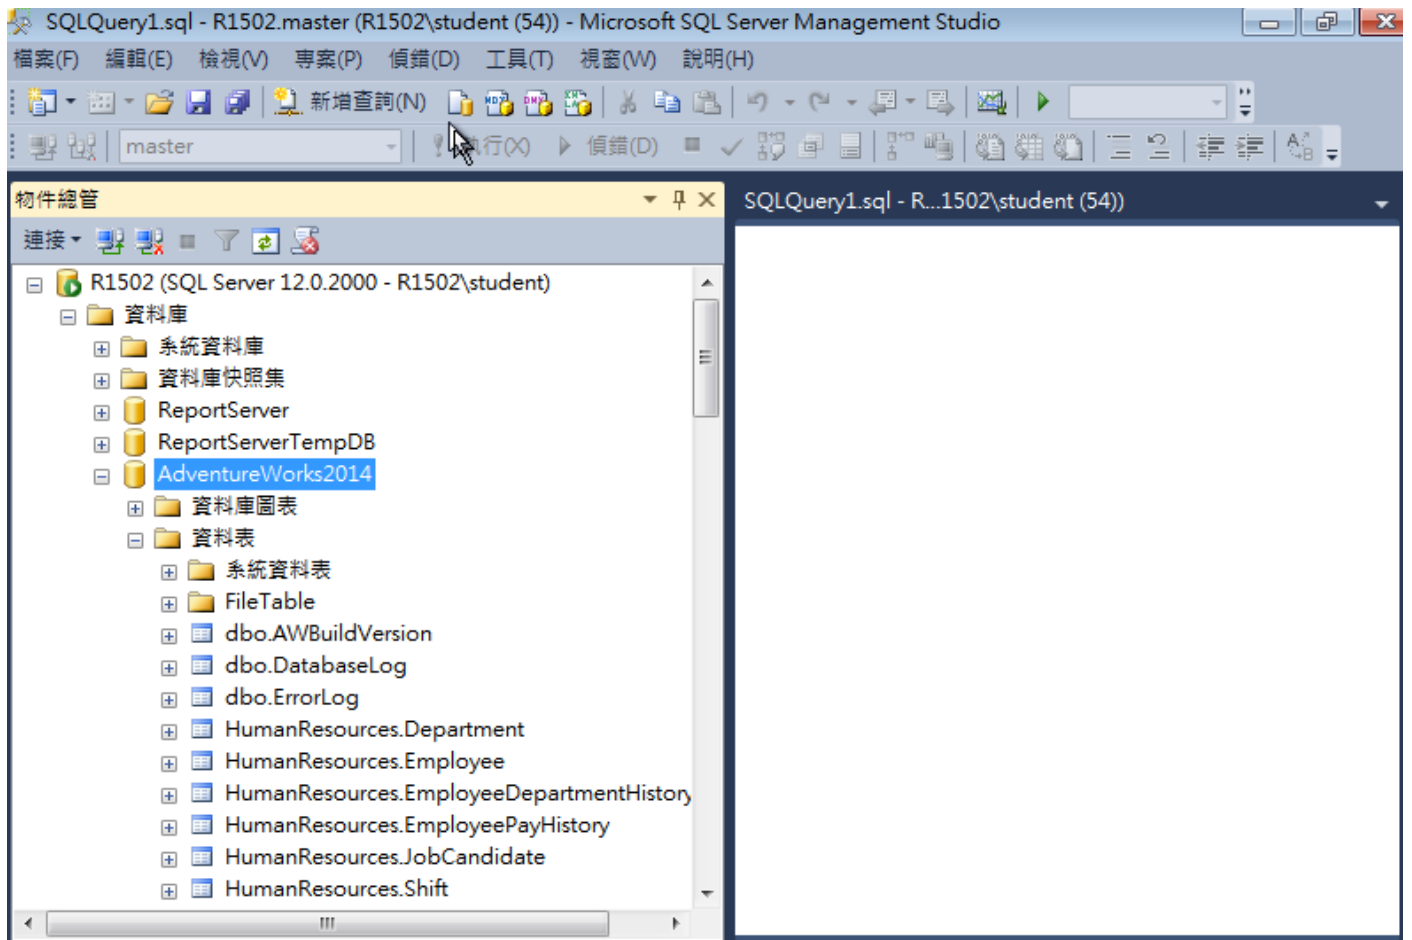 SQLQuery1.sql - R1502.master (R1502\student (54)) - Microsoft SQL Server Management Studio
檔案(F) 編輯(E) 檢視(V) 專案(P) 偵錯(D) 工具(T) 視窗(W) 說明(H)
新增查詢(N)
master 行(X) 偵錯(D)
物件總管
SQLQuery1.sql - R...1502\student (54))
連接
R1502 (SQL Server 12.0.2000 - R1502\student)
資料庫
系統資料庫
資料庫快照集
ReportServer
ReportServerTempDB
AdventureWorks2014
資料庫圖表
資料表
系統資料表
FileTable
dbo.AWBuildVersion
dbo.DatabaseLog
dbo.ErrorLog
HumanResources.Department
HumanResources.Employee
HumanResources.EmployeeDepartmentHistory
HumanResources.EmployeePayHistory
HumanResources.JobCandidate
HumanResources.Shift